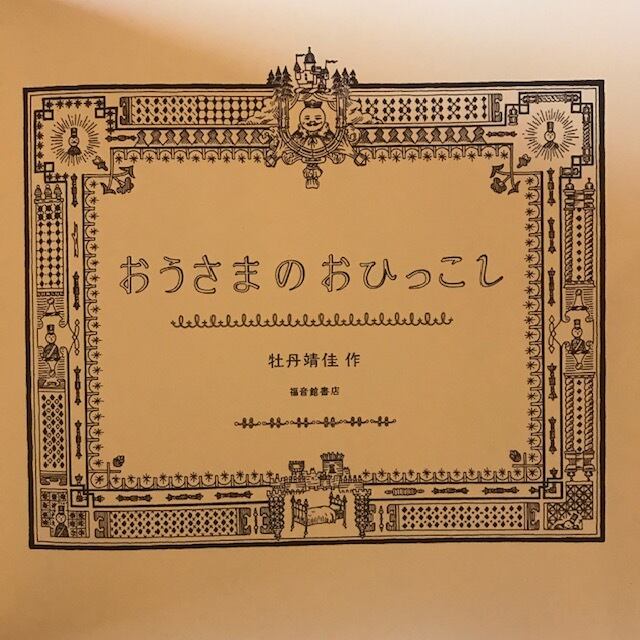 おうさまのおひっこし
牡丹靖佳 作
福音館書店